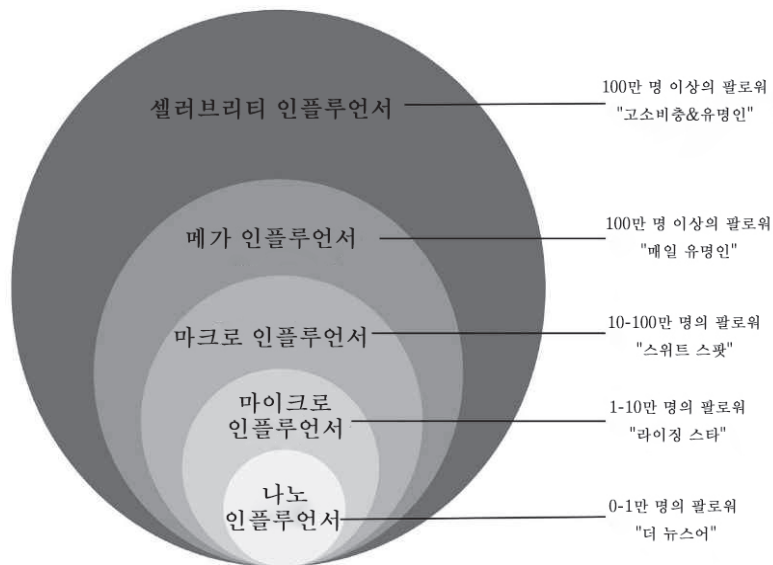 셀러브리티 인플루언서
100만 명 이상의 팔로워
"고소비층&유명인"
메가 인플루언서
100만 명 이상의 팔로워
"매일 유명인"
마크로 인플루언서
10-100만 명의 팔로워
"스위트 스팟"
마이크로
인플루언서
1-10만 명의 팔로워
"라이징 스타"
나노
인플루언서
0-1만 명의 팔로워
"더 뉴스어"